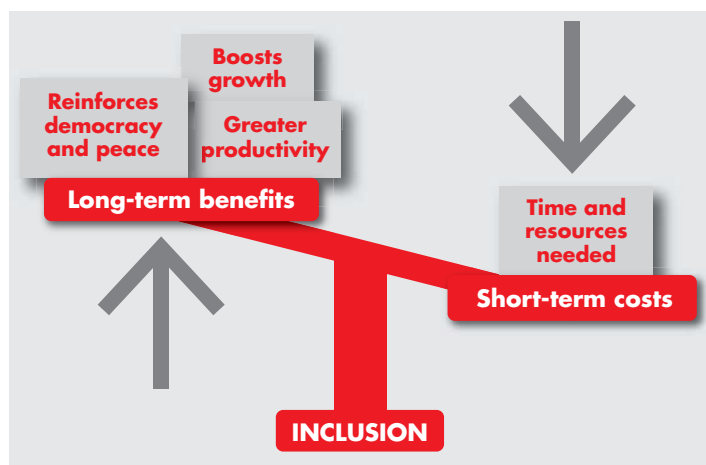 Boosts
growth
Reinforces
democracy
and peace
Greater
productivity
Long-term benefits
Time and
resources
needed
Short-term costs
INCLUSION